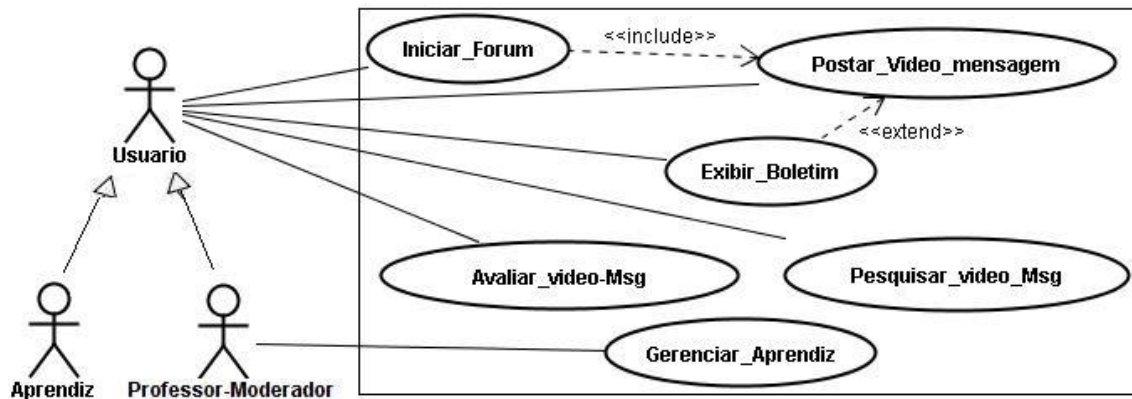 Iniciar_Forum
<<include>>
Postar_Video_mensagem
<<extend>>
Usuario
Exibir_Boletim
Avaliar_video-Msg
Pesquisar_video_Msg
Gerenciar_Aprendiz
Aprendiz
Professor-Moderador